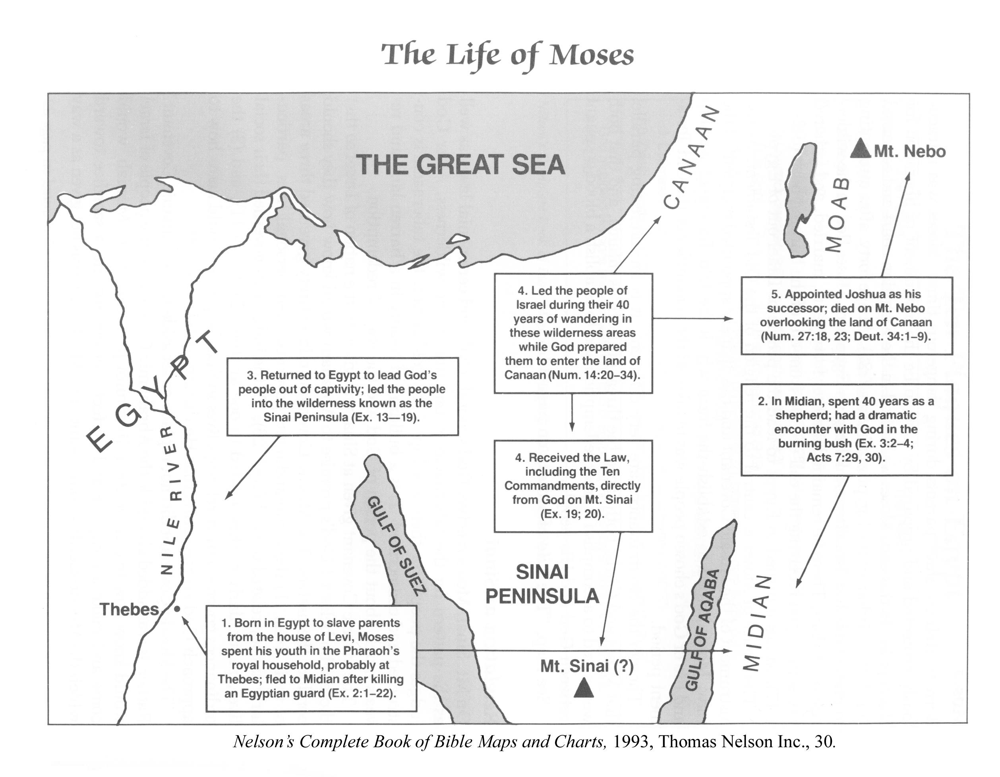 The Life of Moses
THE GREAT SEA
CANAAN
Mt. Nebo
MOAB
4. Led the people of
Israel during their 40
years of wandering in
these wilderness areas
while God prepared
them to enter the land of
Canaan (Num. 14:20–34).
5. Appointed Joshua as his
successor; died on Mt. Nebo
overlooking the land of Canaan
(Num. 27:18, 23; Deut. 34:1–9).
EGYPT
3. Returned to Egypt to lead God's
people out of captivity; led the people
into the wilderness known as the
Sinai Peninsula (Ex. 13—19).
2. In Midian, spent 40 years as a
shepherd; had a dramatic
encounter with God in the
burning bush (Ex. 3:2–4;
Acts 7:29, 30).
NILE RIVER
4. Received the Law,
including the Ten
Commandments, directly
from God on Mt. Sinai
(Ex. 19; 20).
GULF OF SUEZ
SINAI
PENINSULA
GULF OF AQABA
MIDIAN
Thebes
1. Born in Egypt to slave parents
from the house of Levi, Moses
spent his youth in the Pharaoh's
royal household, probably at
Thebes; fled to Midian after killing
an Egyptian guard (Ex. 2:1–22).
Mt. Sinai (?)
Nelson's Complete Book of Bible Maps and Charts, 1993, Thomas Nelson Inc., 30.